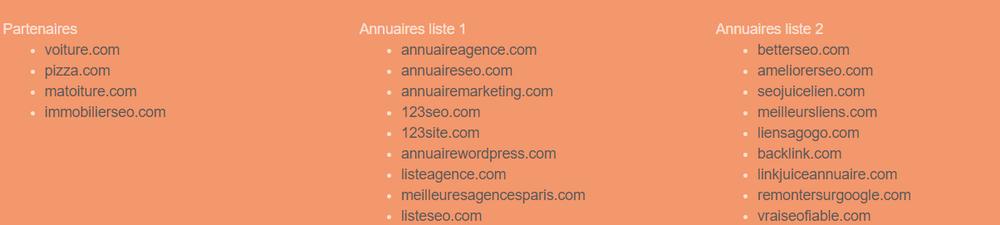 Partenaires
voiture.com
pizza.com
matoiture.com
immobilierseo.com
Annuaires liste 1
annuaireagence.com
annuaireseo.com
annuairemarketing.com
123seo.com
123site.com
annuairewordpress.com
listeagence.com
meilleuresagencesparis.com
listeseo.com
Annuaires liste 2
betterseo.com
ameliorerseo.com
seojuicelien.com
meilleursliens.com
liensagogo.com
backlink.com
linkjuiceannuaire.com
remontersurgoogle.com
vraiseofiable.com